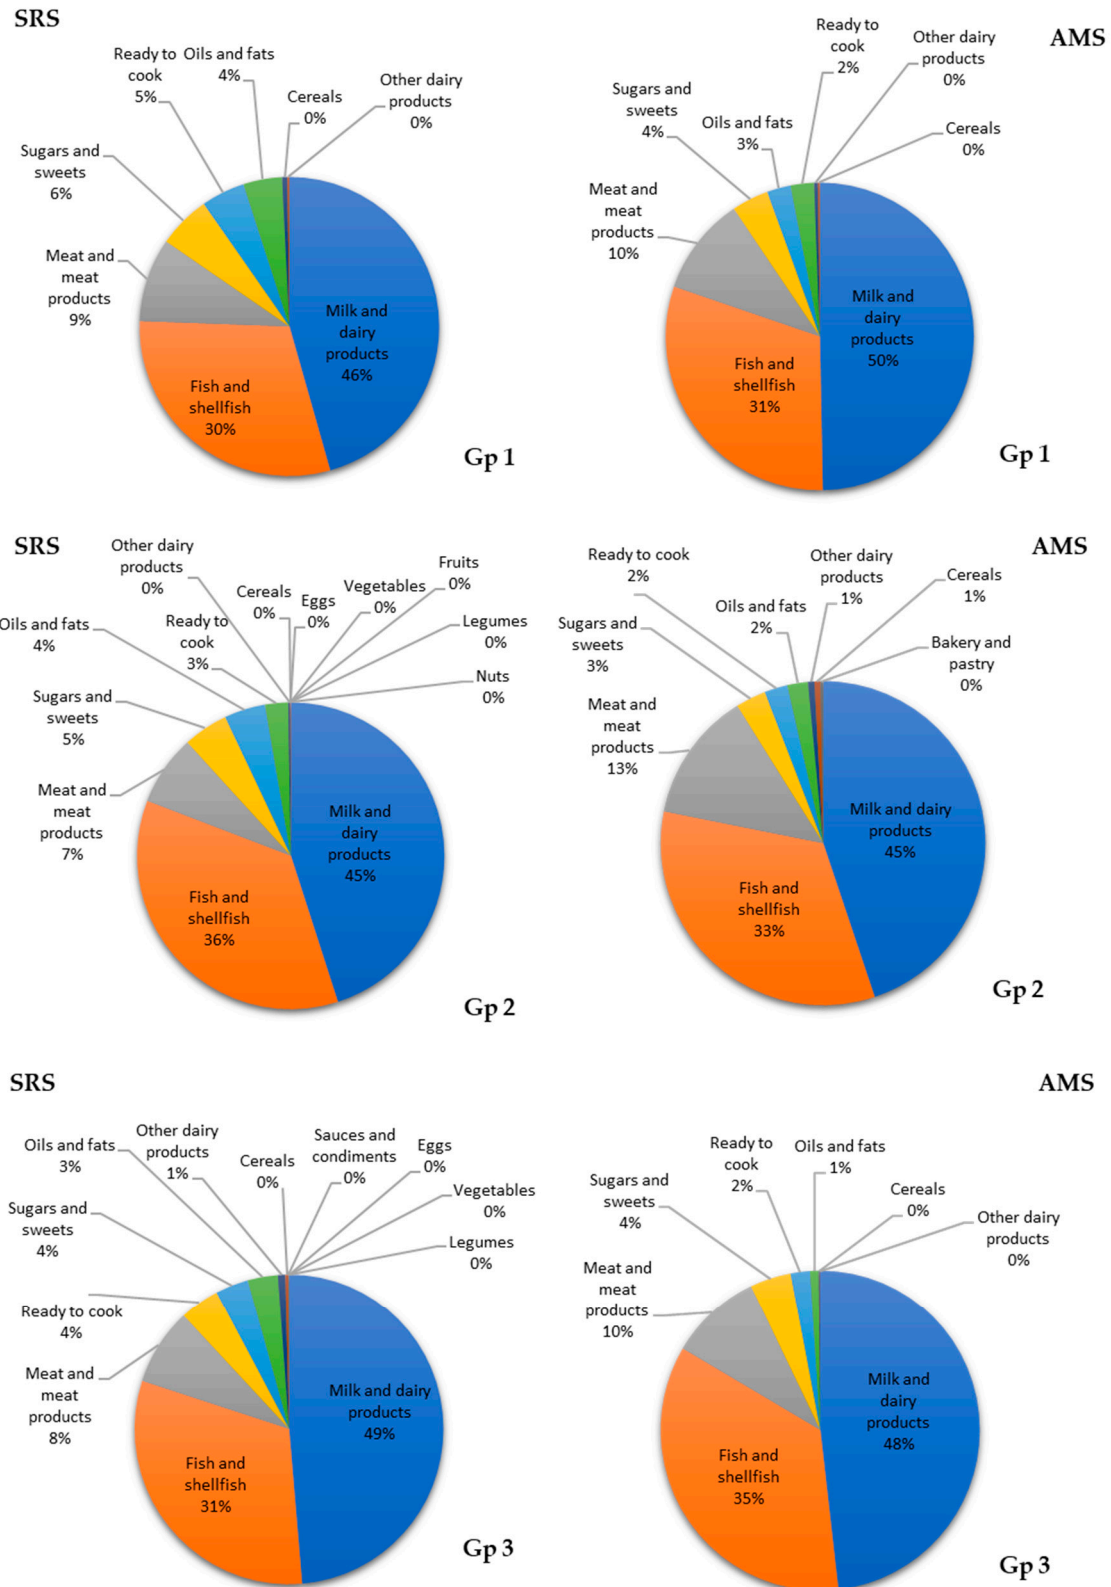 SRS
Ready to
cook
5%
Oils and fats
4%
Cereals
0%
Other dairy
products
0%
Sugars and
sweets
6%
Meat and
meat
products
9%
Milk and
dairy
products
46%
Fish and
shellfish
30%
Gp 1
AMS
Ready to
cook
2%
Other dairy
products
0%
Sugars and
sweets
4%
Oils and fats
3%
Cereals
0%
Meat and
meat
products
10%
Milk and
dairy
products
50%
Fish and
shellfish
31%
Gp 1
SRS
Other dairy
products
0%
Cereals
0%
Eggs
0%
Vegetables
0%
Fruits
0%
Oils and fats
4%
Ready to
cook
3%
Legumes
0%
Nuts
0%
Sugars and
sweets
5%
Meat and
meat
products
7%
Milk and
dairy
products
45%
Fish and
shellfish
36%
Gp 2
AMS
Ready to cook
2%
Other dairy
products
1%
Cereals
1%
Sugars and
sweets
3%
Oils and fats
2%
Bakery and
pastry
0%
Meat and
meat
products
13%
Milk and dairy
products
45%
Fish and
shellfish
33%
Gp 2
SRS
Oils and fats
3%
Other dairy
products
1%
Cereals
0%
Sauces and
condiments
0%
Eggs
0%
Vegetables
0%
Legumes
0%
Sugars and
sweets
4%
Ready to cook
4%
Meat and
meat
products
8%
Milk and dairy
products
49%
Fish and
shellfish
31%
Gp 3
AMS
Ready to
cook
2%
Oils and fats
1%
Sugars and
sweets
4%
Cereals
0%
Other dairy
products
0%
Meat and
meat
products
10%
Milk and
dairy
products
48%
Fish and
shellfish
35%
Gp 3